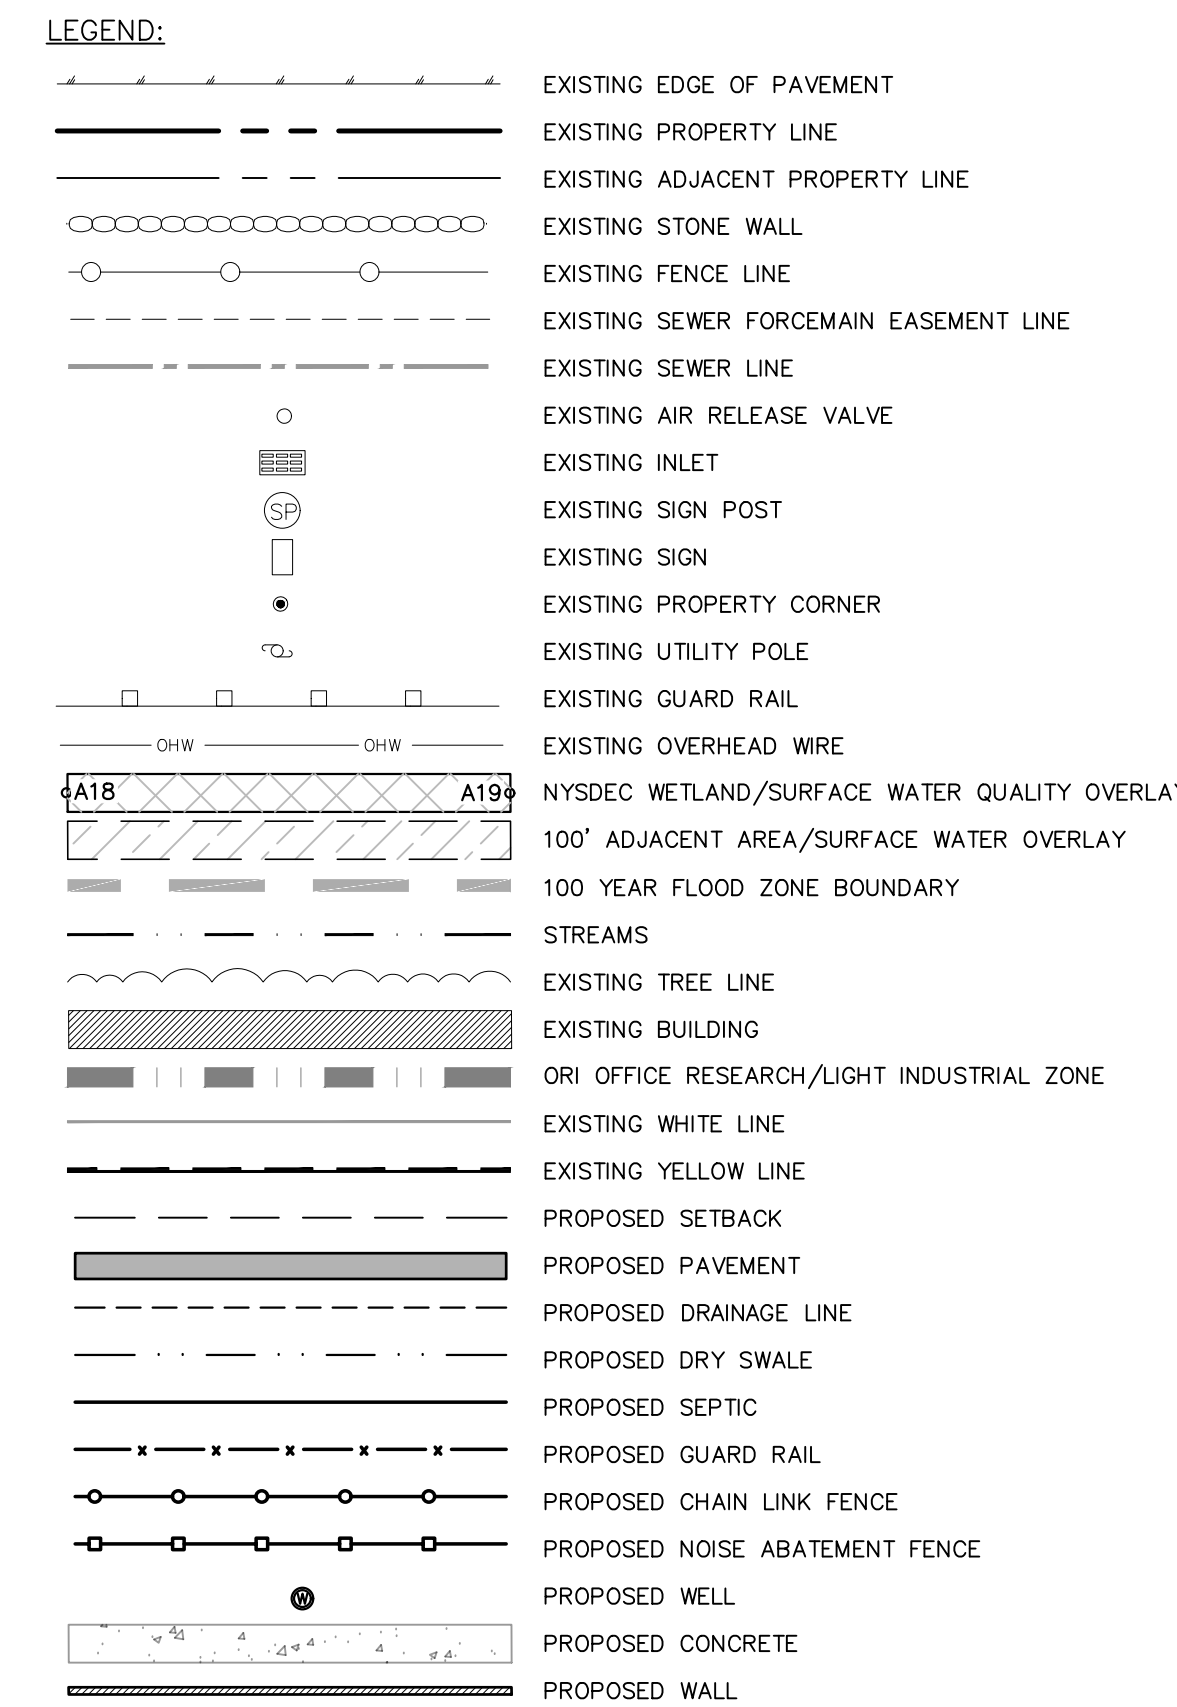 LEGEND:
EXISTING EDGE OF PAVEMENT
EXISTING PROPERTY LINE
EXISTING ADJACENT PROPERTY LINE
EXISTING STONE WALL
EXISTING FENCE LINE
EXISTING SEWER FORCEMAIN EASEMENT LINE
EXISTING SEWER LINE
EXISTING AIR RELEASE VALVE
EXISTING INLET
SP EXISTING SIGN POST
EXISTING SIGN
EXISTING PROPERTY CORNER
EXISTING UTILITY POLE
EXISTING GUARD RAIL
OHW OHW EXISTING OVERHEAD WIRE
A18 A19 NYSDEC WETLAND/SURFACE WATER QUALITY OVERLAY
100' ADJACENT AREA/SURFACE WATER OVERLAY
100 YEAR FLOOD ZONE BOUNDARY
STREAMS
EXISTING TREE LINE
EXISTING BUILDING
ORI OFFICE RESEARCH/LIGHT INDUSTRIAL ZONE
EXISTING WHITE LINE
EXISTING YELLOW LINE
PROPOSED SETBACK
PROPOSED PAVEMENT
PROPOSED DRAINAGE LINE
PROPOSED DRY SWALE
PROPOSED SEPTIC
PROPOSED GUARD RAIL
PROPOSED CHAIN LINK FENCE
PROPOSED NOISE ABATEMENT FENCE
W PROPOSED WELL
PROPOSED CONCRETE
PROPOSED WALL